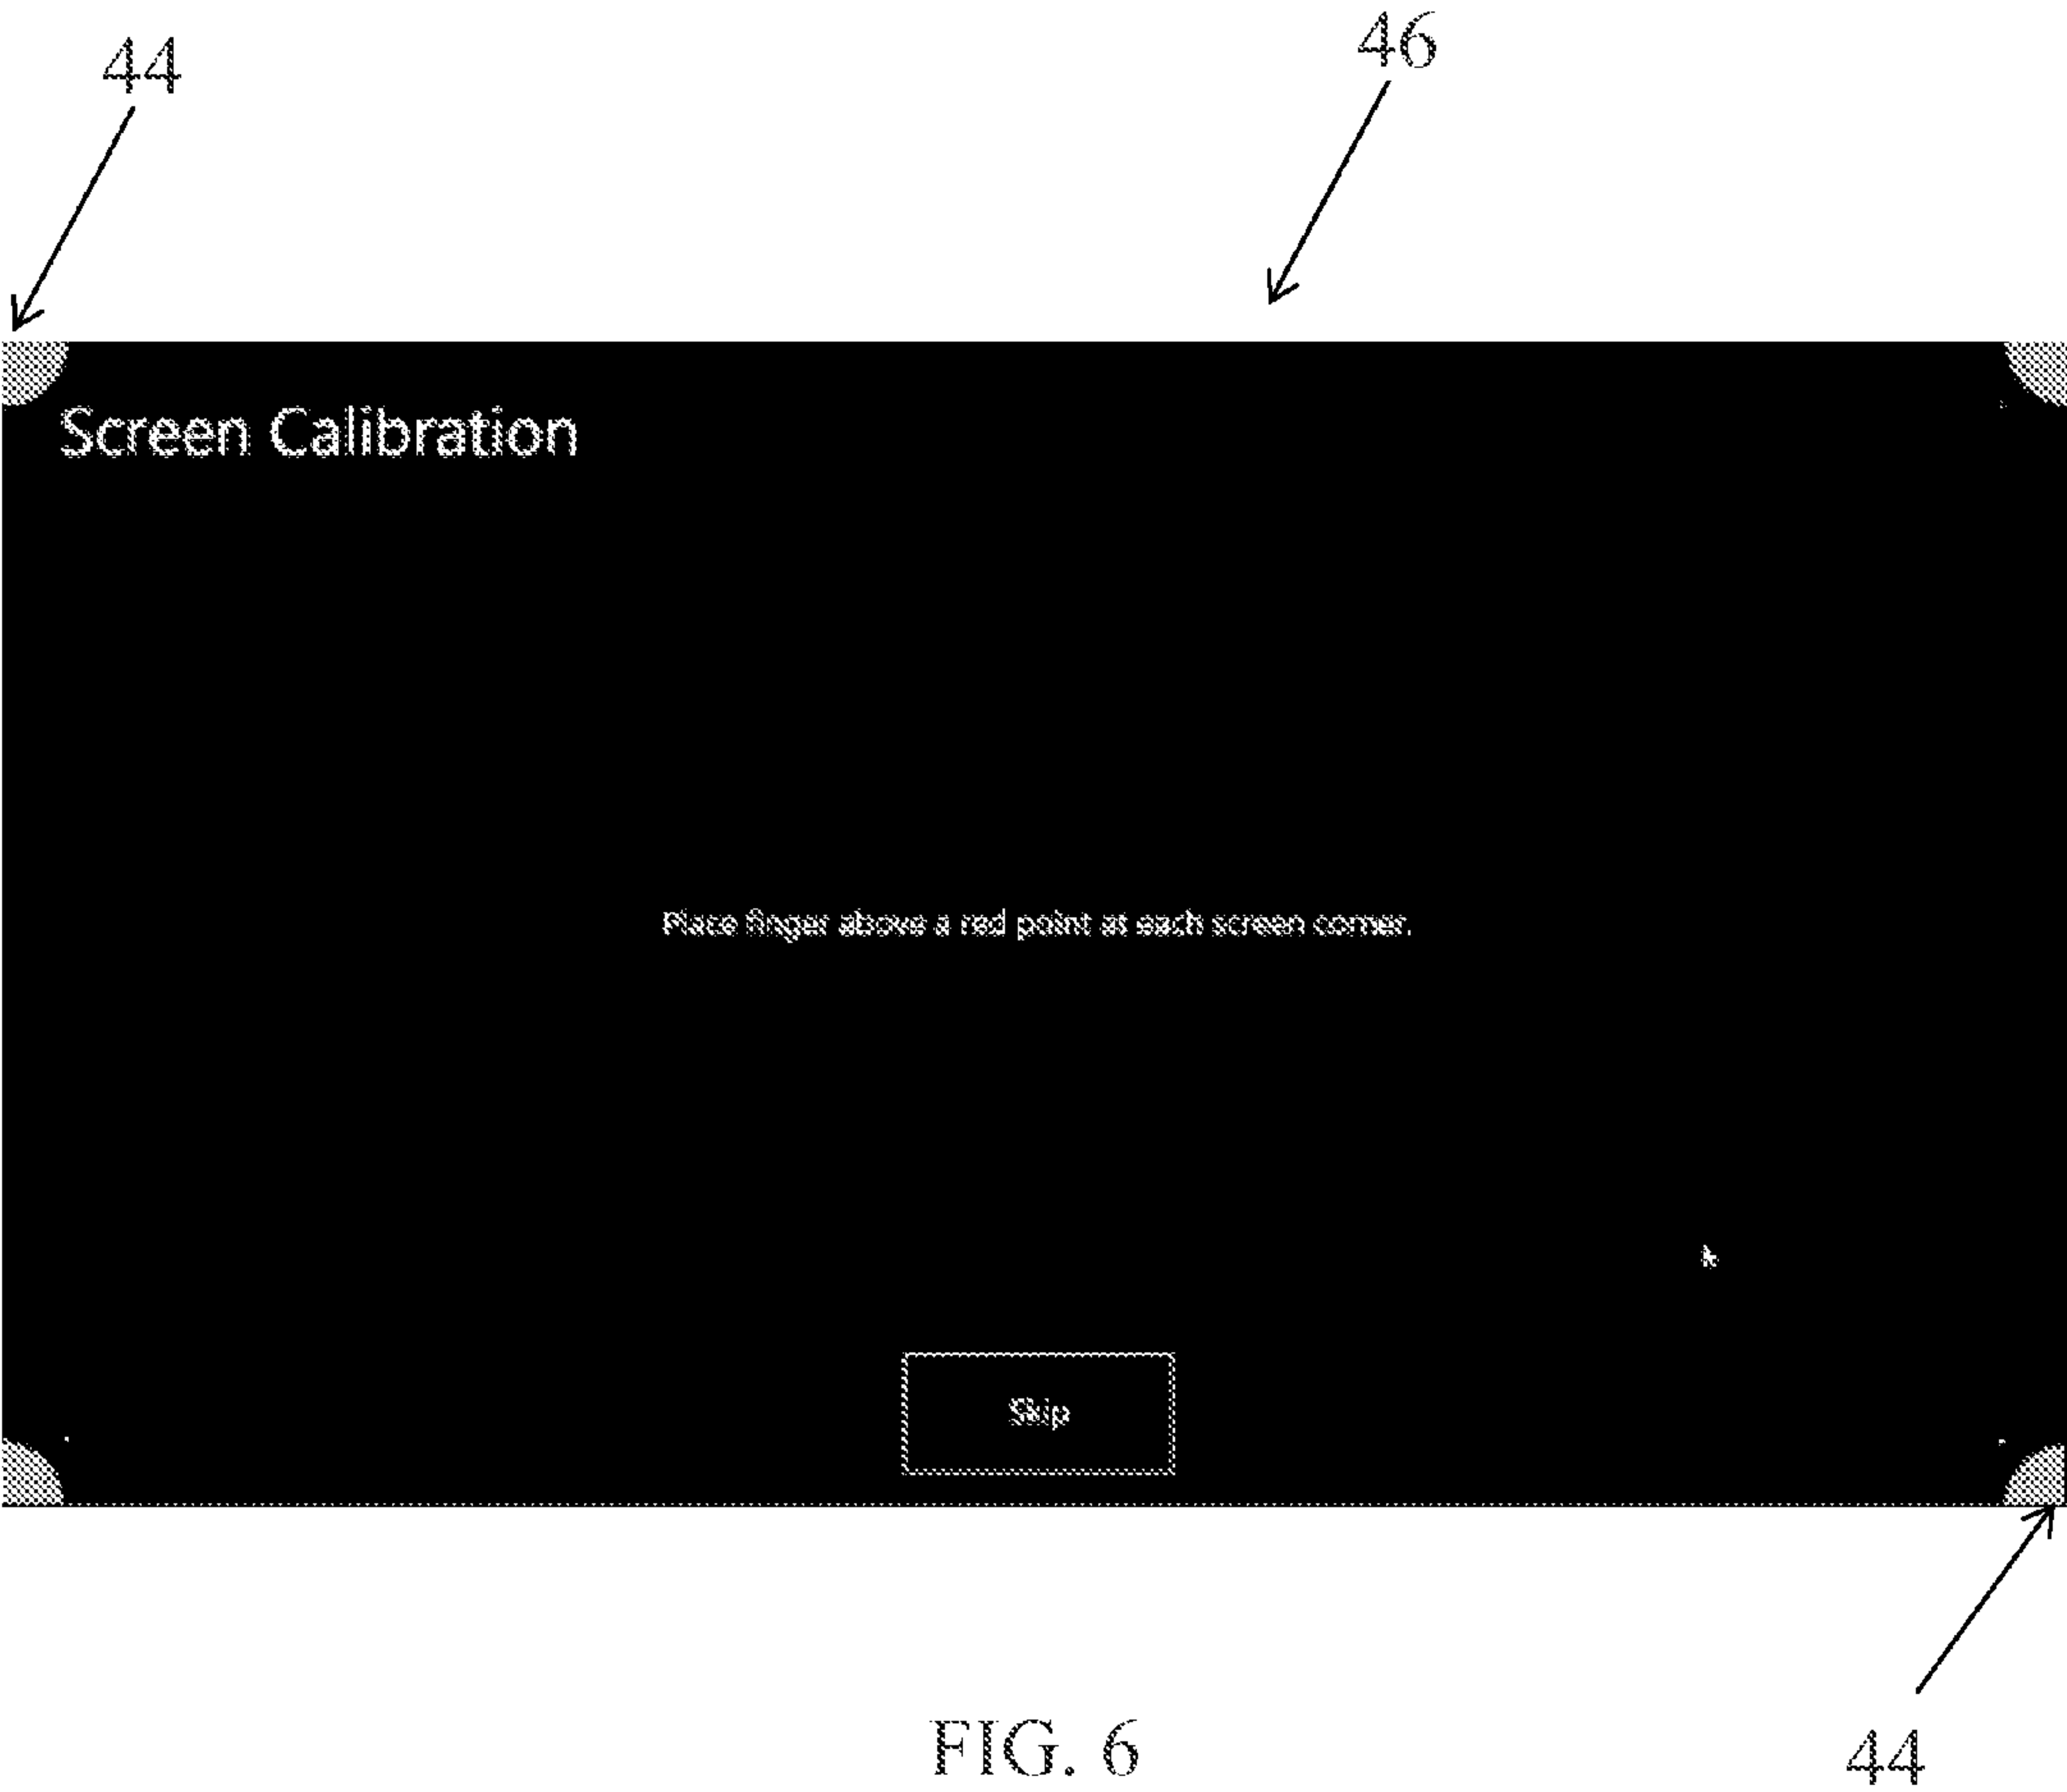 44
46
Screen Calibration
Place finger above a red point at each screen corner.
Skip
FIG. 6
44